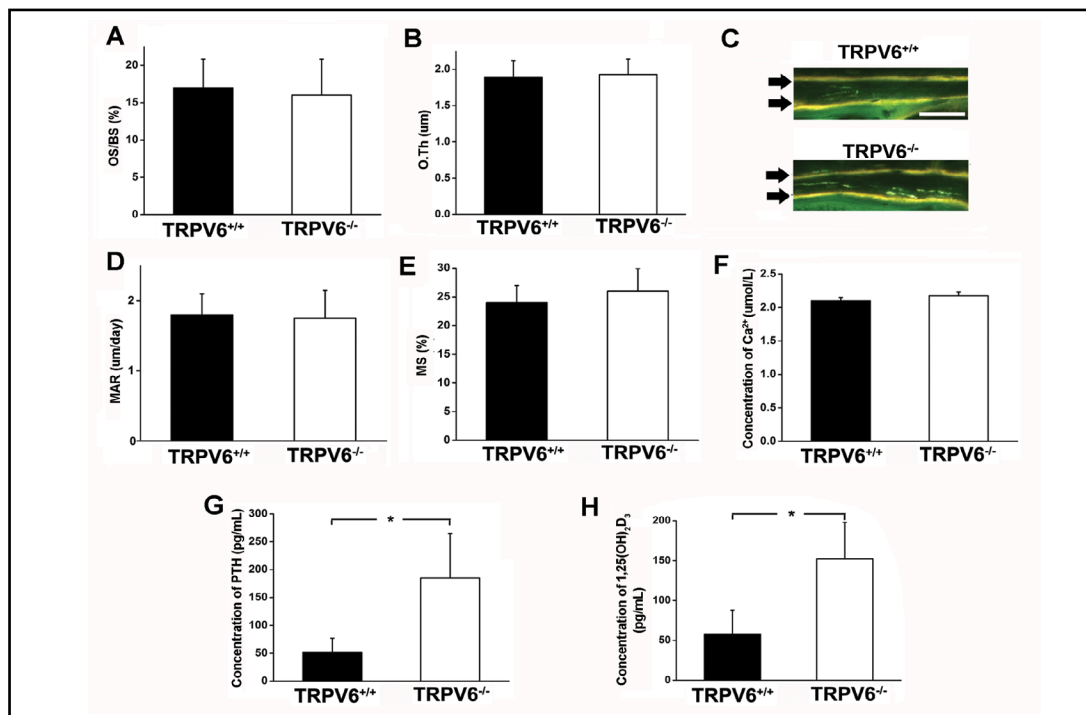 A
OS/BS (%)
20
15
10
5
0
TRPV6+/+
TRPV6-/-
B
O.Th (um)
2.0
1.5
1.0
0.5
0.0
TRPV6+/+
TRPV6-/-
C
TRPV6+/+
TRPV6-/-
D
MAR (um/day)
2
1
0
TRPV6+/+
TRPV6-/-
E
MS (%)
30
25
20
15
10
5
0
TRPV6+/+
TRPV6-/-
F
Concentration of Ca2+ (umol/L)
2.5
2.0
1.5
2.0
0.5
0.0
TRPV6+/+
TRPV6-/-
G
Concentration of PTH (pg/mL)
300
250
200
150
100
50
0
*
TRPV6+/+
TRPV6-/-
H
Concentration of 1,25(OH)2D3
(pg/mL)
200
150
100
50
0
*
TRPV6+/+
TRPV6-/-